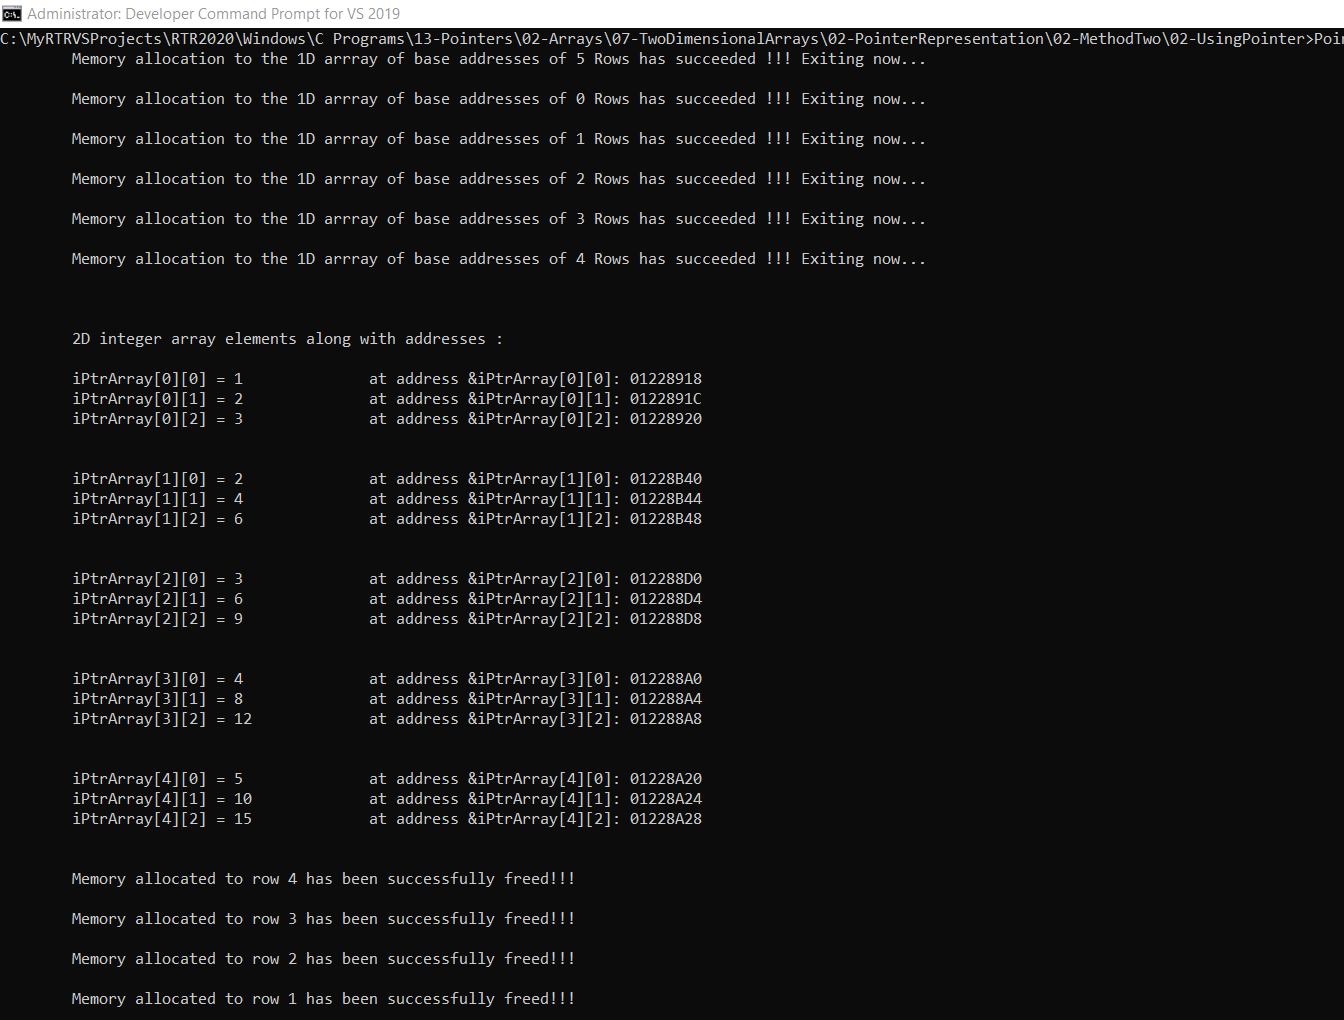 Administrator: Developer Command Prompt for VS 2019
C:\MyRTRVSProjects\RTR2020\Windows\C Programs\13-Pointers\02-Arrays\07-TwoDimensionalArrays\02-PointerRepresentation\02-MethodTwo\02-UsingPointer>Poi
Memory allocation to the 1D arrray of base addresses of 5 Rows has succeeded !!! Exiting now...
Memory allocation to the 1D arrray of base addresses of 0 Rows has succeeded !!! Exiting now...
Memory allocation to the 1D arrray of base addresses of 1 Rows has succeeded !!! Exiting now...
Memory allocation to the 1D arrray of base addresses of 2 Rows has succeeded !!! Exiting now...
Memory allocation to the 1D arrray of base addresses of 3 Rows has succeeded !!! Exiting now...
Memory allocation to the 1D arrray of base addresses of 4 Rows has succeeded !!! Exiting now...
2D integer array elements along with addresses :
iPtrArray[0][0] = 1 at address &iPtrArray[0][0]: 01228918
iPtrArray[0][1] = 2 at address &iPtrArray[0][1]: 0122891C
iPtrArray[0][2] = 3 at address &iPtrArray[0][2]: 01228920
iPtrArray[1][0] = 2 at address &iPtrArray[1][0]: 01228B40
iPtrArray[1][1] = 4 at address &iPtrArray[1][1]: 01228B44
iPtrArray[1][2] = 6 at address &iPtrArray[1][2]: 01228B48
iPtrArray[2][0] = 3 at address &iPtrArray[2][0]: 012288D0
iPtrArray[2][1] = 6 at address &iPtrArray[2][1]: 012288D4
iPtrArray[2][2] = 9 at address &iPtrArray[2][2]: 012288D8
iPtrArray[3][0] = 4 at address &iPtrArray[3][0]: 012288A0
iPtrArray[3][1] = 8 at address &iPtrArray[3][1]: 012288A4
iPtrArray[3][2] = 12 at address &iPtrArray[3][2]: 012288A8
iPtrArray[4][0] = 5 at address &iPtrArray[4][0]: 01228A20
iPtrArray[4][1] = 10 at address &iPtrArray[4][1]: 01228A24
iPtrArray[4][2] = 15 at address &iPtrArray[4][2]: 01228A28
Memory allocated to row 4 has been successfully freed!!!
Memory allocated to row 3 has been successfully freed!!!
Memory allocated to row 2 has been successfully freed!!!
Memory allocated to row 1 has been successfully freed!!!